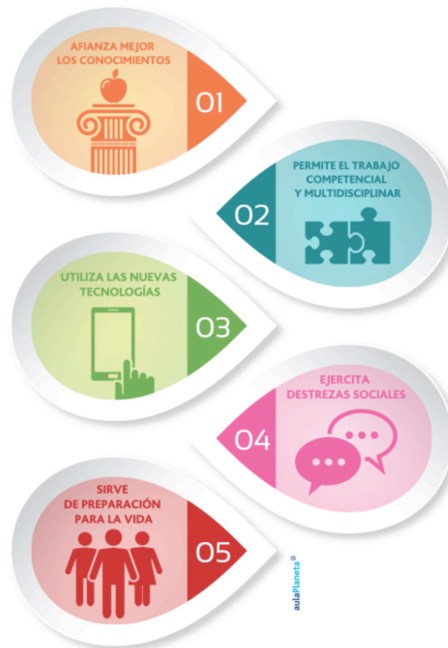 AFIANZA MEJOR
LOS CONOCIMIENTOS
01
PERMITE EL TRABAJO
COMPETENCIAL
Y MULTIDISCIPLINAR
02
UTILIZA LAS NUEVAS
TECNOLOGÍAS
03
EJERCITA
DESTREZAS SOCIALES
04
SIRVE
DE PREPARACIÓN
PARA LA VIDA
05
aulaPlaneta®